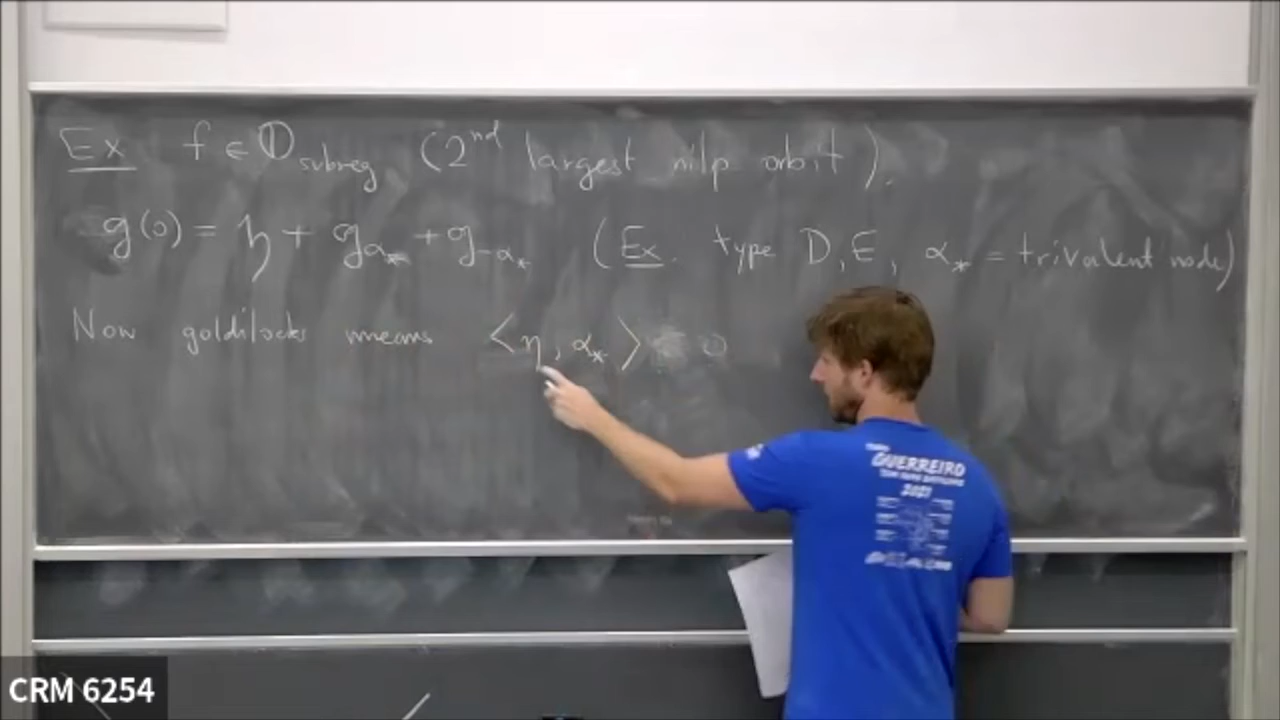 Ex f ∈ 𝕆subreg (2nd largest nilp orbit).
g(0) = h + gα* + g-α* (Ex. type D, E, α* = trivalent node)
Now goldilocks means ⟨η, α*⟩ 0
GUERREIRO
2021
CRM 6254